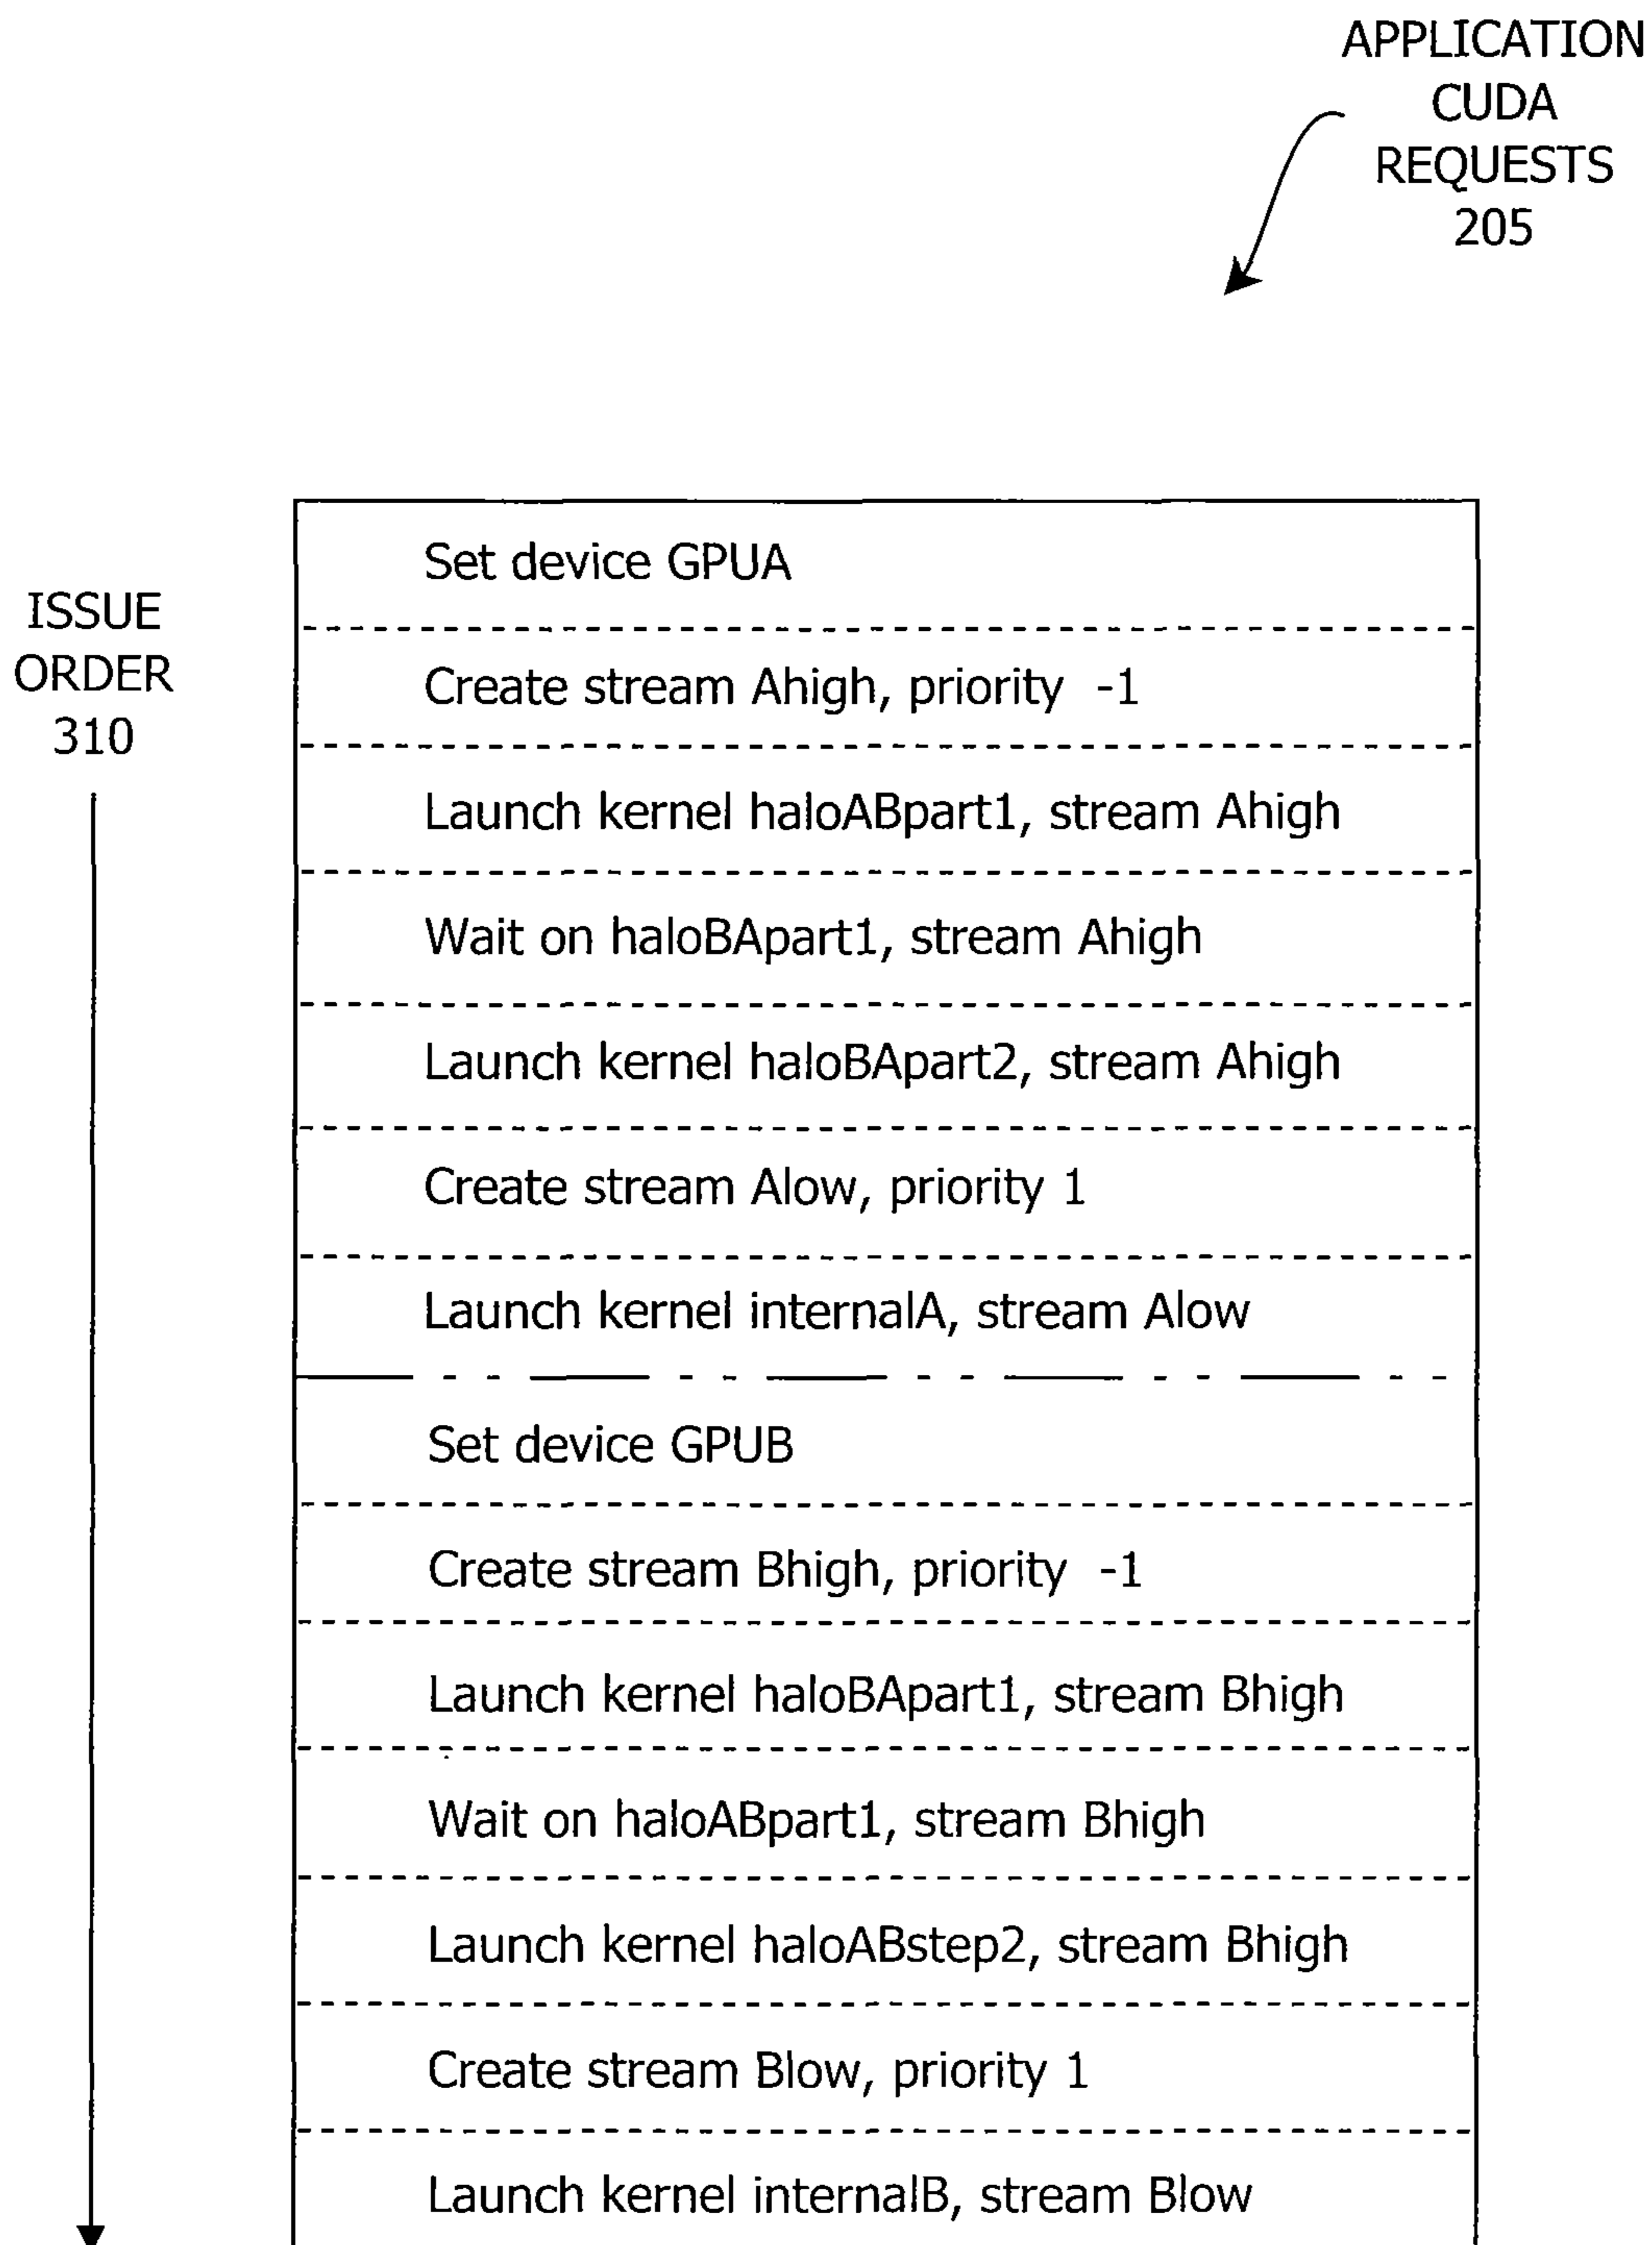 APPLICATION
CUDA
REQUESTS
205
ISSUE
ORDER
310
Set device GPUA
Create stream Ahigh, priority -1
Launch kernel haloABpart1, stream Ahigh
Wait on haloBApart1, stream Ahigh
Launch kernel haloBApart2, stream Ahigh
Create stream Alow, priority 1
Launch kernel internalA, stream Alow
Set device GPUB
Create stream Bhigh, priority -1
Launch kernel haloBApart1, stream Bhigh
Wait on haloABpart1, stream Bhigh
Launch kernel haloABstep2, stream Bhigh
Create stream Blow, priority 1
Launch kernel internalB, stream Blow